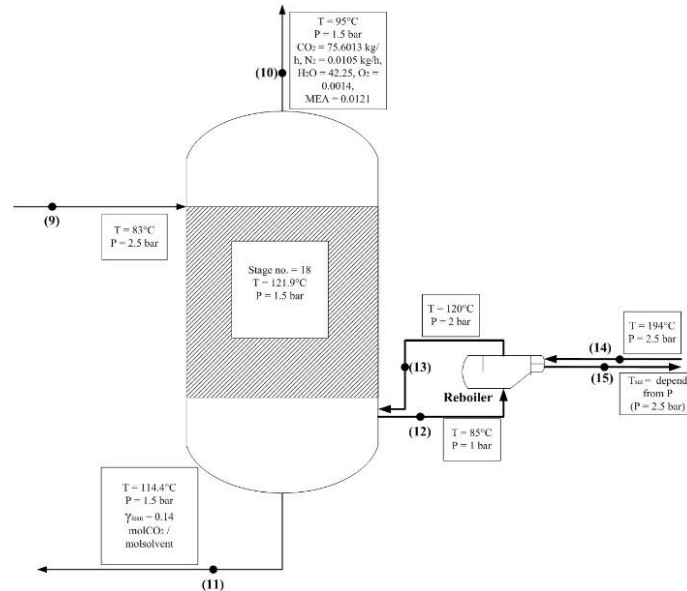 T = 95°C
P = 1.5 bar
CO₂ = 75.6013 kg/
h, N₂ = 0.0105 kg/h,
H₂O = 42.25, O₂ =
0.0014,
MEA = 0.0121
(10)
(9)
T = 83°C
P = 2.5 bar
Stage no. = 18
T = 121.9°C
P = 1.5 bar
T = 120°C
P = 2 bar
(13)
Reboiler
(14)
T = 194°C
P = 2.5 bar
(15)
Tsat = depend
from P
(P = 2.5 bar)
(12)
T = 85°C
P = 1 bar
T = 114.4°C
P = 1.5 bar
γlean = 0.14
molCO₂ /
molsolvent
(11)